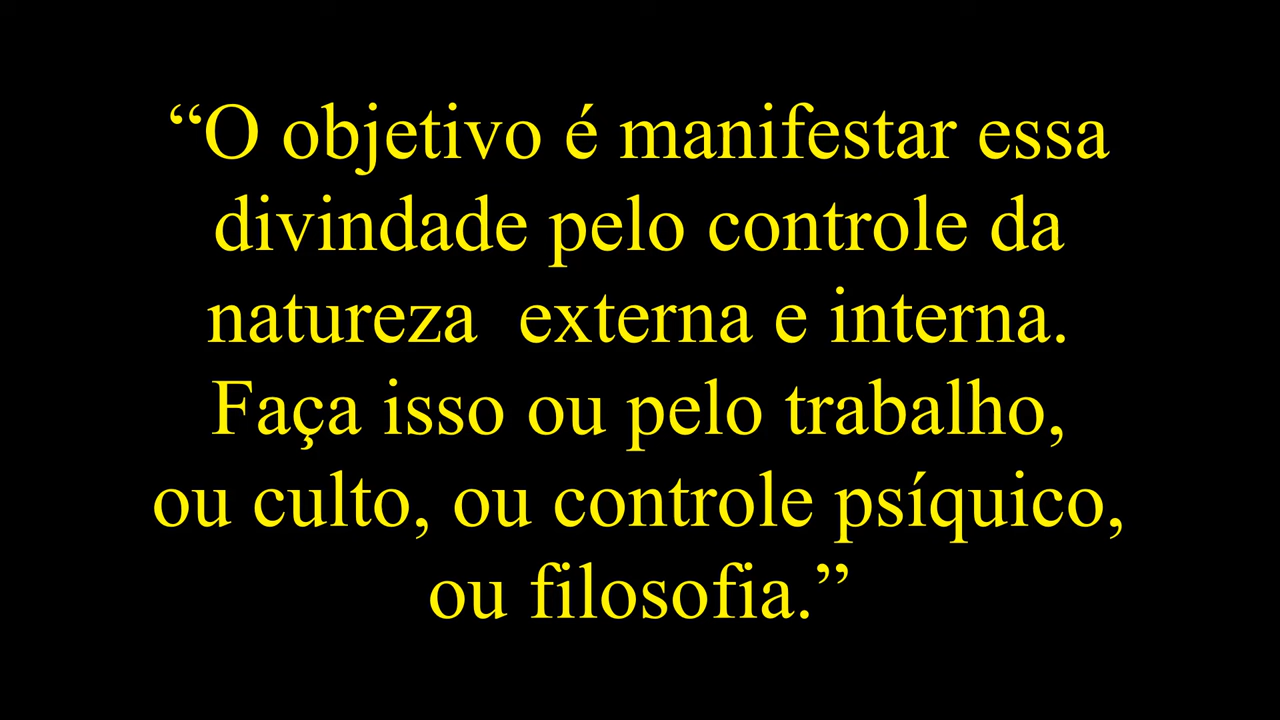 “O objetivo é manifestar essa
divindade pelo controle da
natureza  externa e interna.
Faça isso ou pelo trabalho,
ou culto, ou controle psíquico,
ou filosofia.”